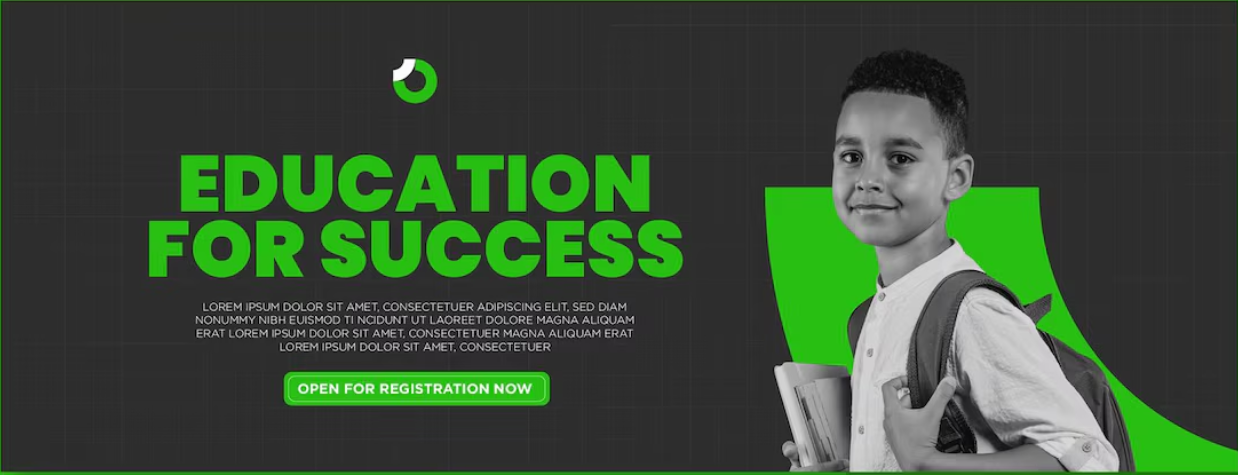 EDUCATION
FOR SUCCESS
LOREM IPSUM DOLOR SIT AMET, CONSECTETUER ADIPISCING ELIT, SED DIAM
NONUMMY NIBH EUISMOD TI NCIDUNT UT LAOREET DOLORE MAGNA ALIQUAM
ERAT LOREM IPSUM DOLOR SIT AMET, CONSECTETUER MAGNA ALIQUAM ERAT
LOREM IPSUM DOLOR SIT AMET, CONSECTETUER
OPEN FOR REGISTRATION NOW